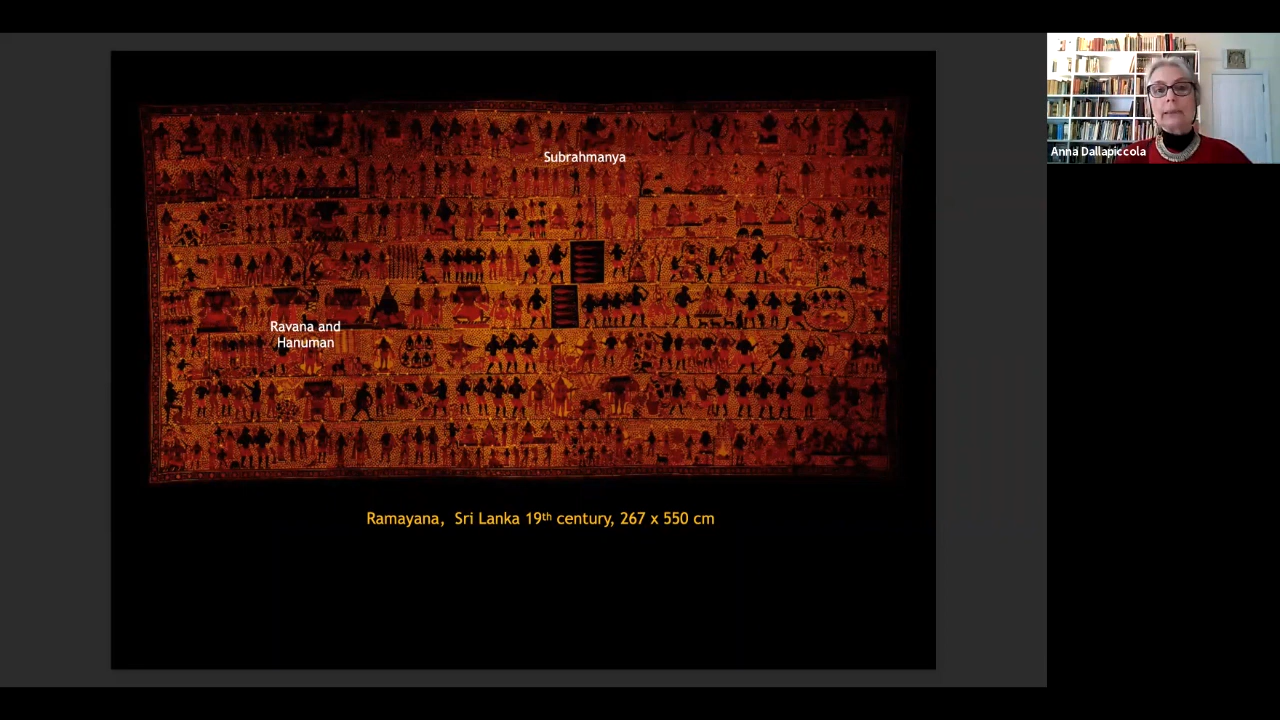 Subrahmanya
Ravana and
Hanuman
Ramayana, Sri Lanka 19th century, 267 x 550 cm
Anna Dallapiccola